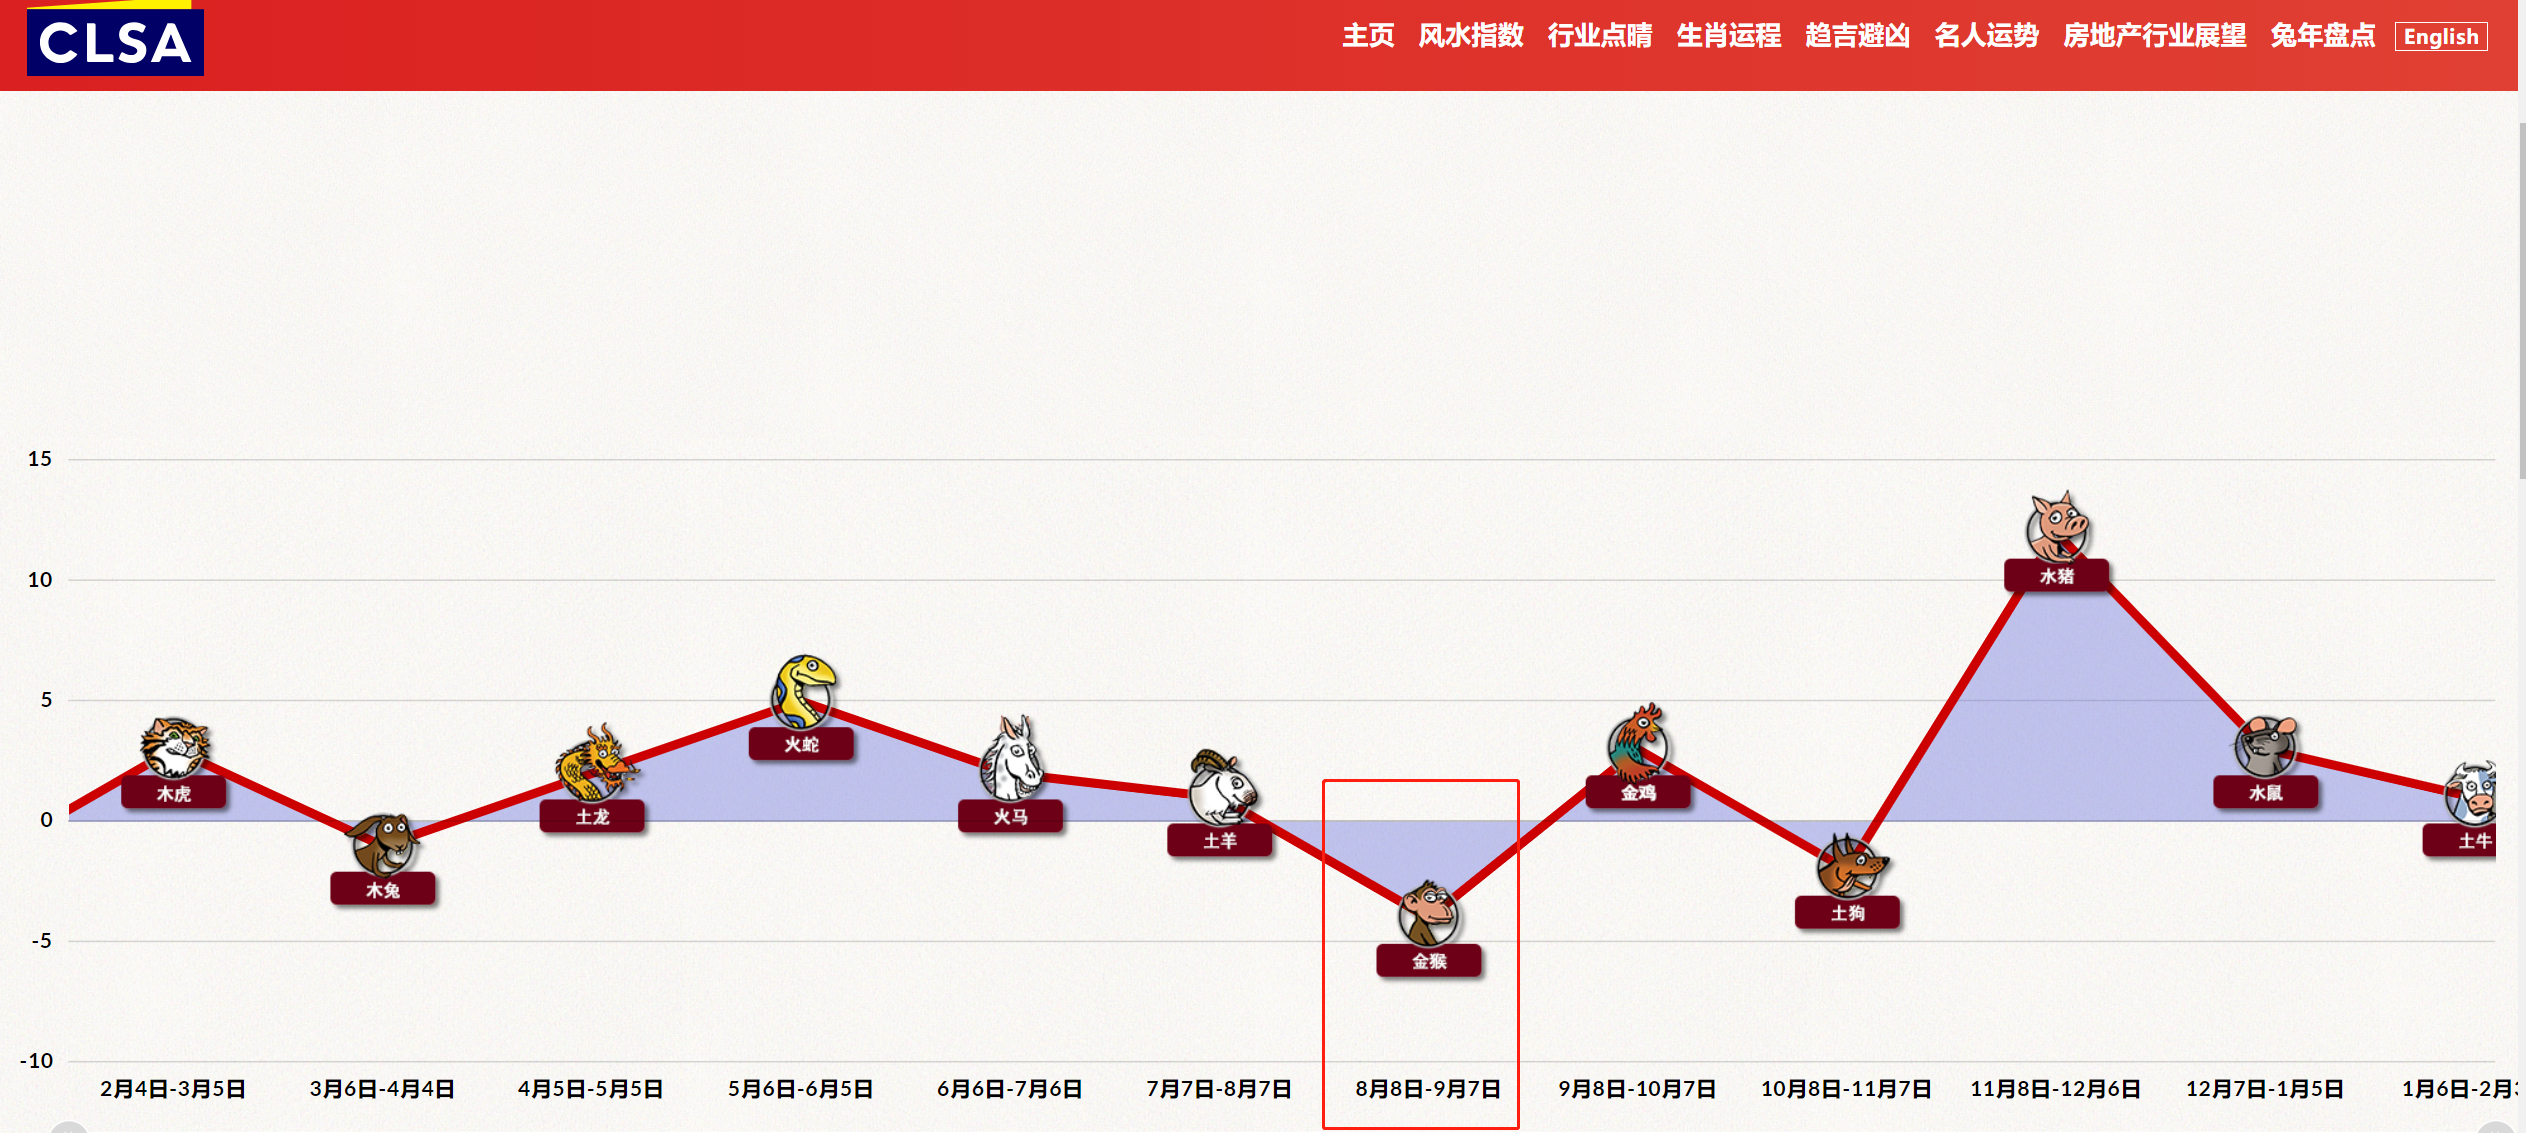 CLSA
主页 风水指数 行业点睛 生肖运程 趋吉避凶 名人运势 房地产行业展望 兔年盘点 English
15
10
5
0
-5
-10
木虎
木兔
土龙
火蛇
火马
土羊
金猴
金鸡
土狗
水猪
水鼠
土牛
2月4日-3月5日
3月6日-4月4日
4月5日-5月5日
5月6日-6月5日
6月6日-7月6日
7月7日-8月7日
8月8日-9月7日
9月8日-10月7日
10月8日-11月7日
11月8日-12月6日
12月7日-1月5日
1月6日-2月